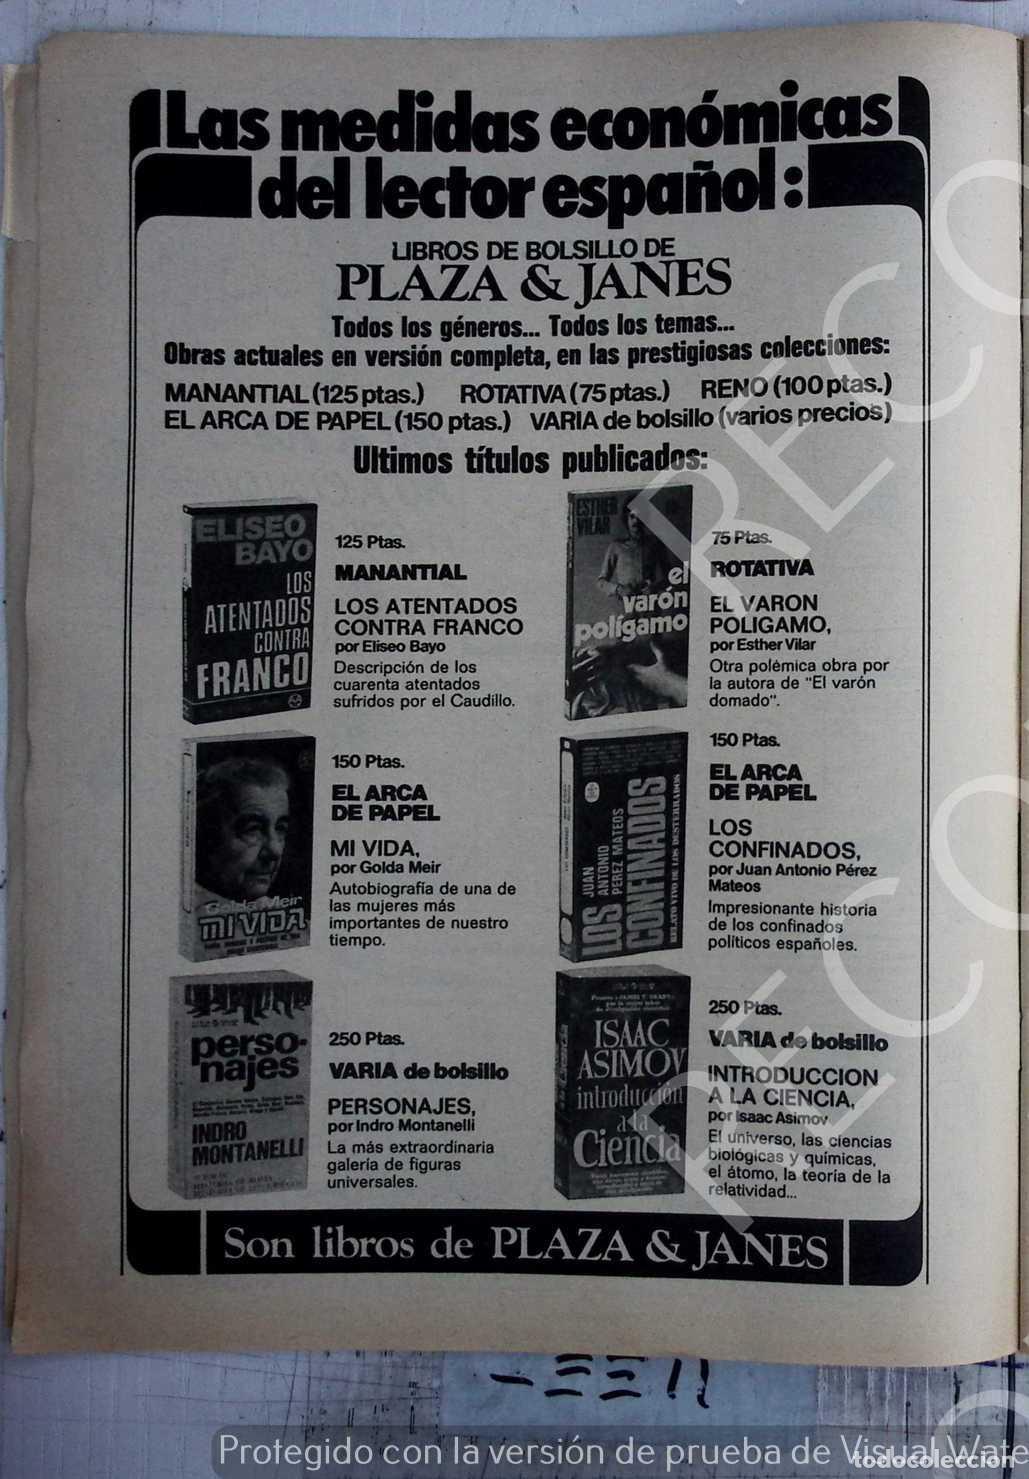 Las medidas económicas
del lector español:
LIBROS DE BOLSILLO DE
PLAZA & JANES
Todos los géneros... Todos los temas...
Obras actuales en versión completa, en las prestigiosas colecciones:
MANANTIAL (125 ptas.) ROTATIVA (75 ptas.) RENO (100 ptas.)
EL ARCA DE PAPEL (150 ptas.) VARIA de bolsillo (varios precios)
Ultimos títulos publicados:
ELISEO
BAYO
LOS
ATENTADOS
CONTRA
FRANCO
125 Ptas.
MANANTIAL
LOS ATENTADOS
CONTRA FRANCO
por Eliseo Bayo
Descripción de los
cuarenta atentados
sufridos por el Caudillo.
ESTHER
VILAR
el
varón
polígamo
75 Ptas.
ROTATIVA
EL VARON
POLIGAMO,
por Esther Vilar
Otra polémica obra por
la autora de "El varón
domado".
Golda Meir
MI VIDA
150 Ptas.
EL ARCA
DE PAPEL
MI VIDA,
por Golda Meir
Autobiografía de una de
las mujeres más
importantes de nuestro
tiempo.
JUAN
ANTONIO
PEREZ MATEOS
LOS
CONFINADOS
RELATO VIVO DE LOS DESTERRADOS
150 Ptas.
EL ARCA
DE PAPEL
LOS
CONFINADOS,
por Juan Antonio Pérez
Mateos
Impresionante historia
de los confinados
políticos españoles.
perso-
najes
INDRO
MONTANELLI
250 Ptas.
VARIA de bolsillo
PERSONAJES,
por Indro Montanelli
La más extraordinaria
galería de figuras
universales.
ISAAC
ASIMOV
introducción
a la
Ciencia
250 Ptas.
VARIA de bolsillo
INTRODUCCION
A LA CIENCIA,
por Isaac Asimov
El universo, las ciencias
biológicas y químicas,
el átomo, la teoría de la
relatividad...
Son libros de PLAZA & JANES
RECO
RECO
RECO
Protegido con la versión de prueba de Visual Wate
todocoleccion